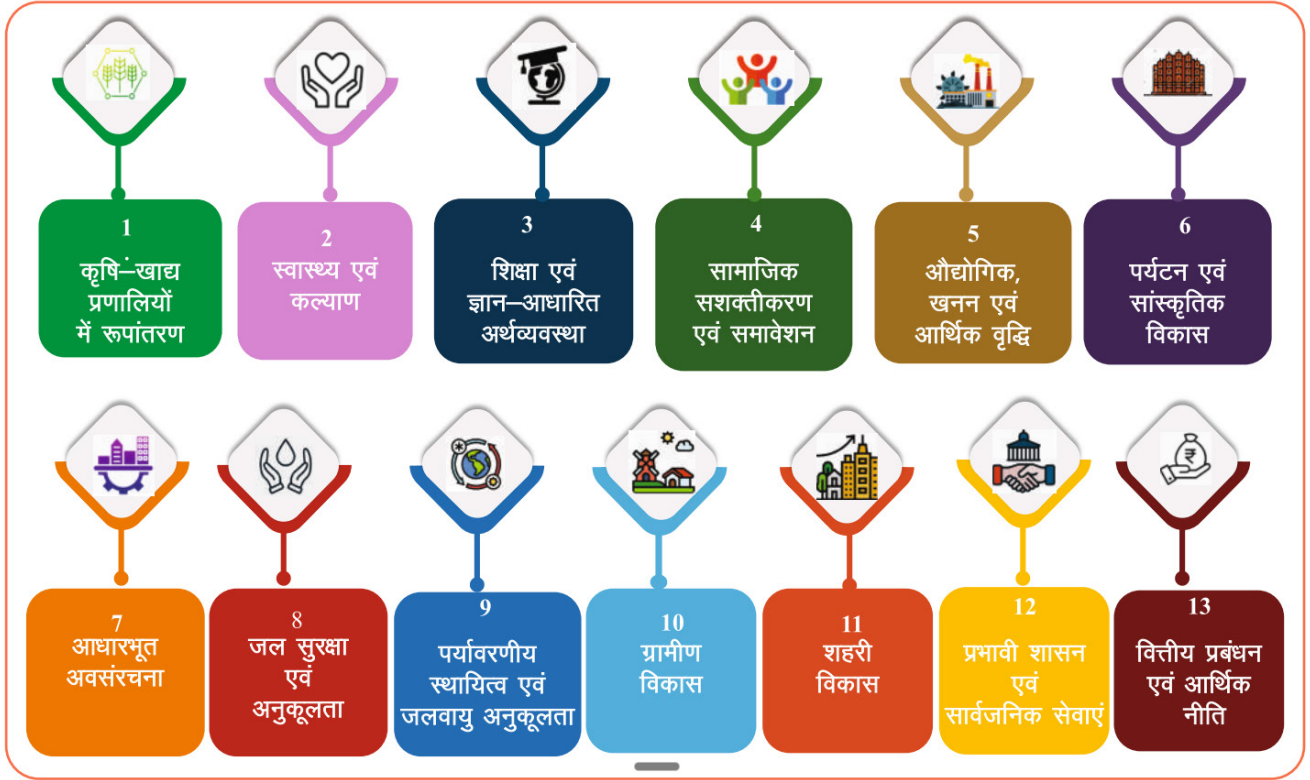 1
कृषि–खाद्य
प्रणालियों
में रूपांतरण
2
स्वास्थ्य एवं
कल्याण
3
शिक्षा एवं
ज्ञान–आधारित
अर्थव्यवस्था
4
सामाजिक
सशक्तीकरण
एवं समावेशन
5
औद्योगिक,
खनन एवं
आर्थिक वृद्धि
6
पर्यटन एवं
सांस्कृतिक
विकास
7
आधारभूत
अवसंरचना
8
जल सुरक्षा
एवं
अनुकूलता
9
पर्यावरणीय
स्थायित्व एवं
जलवायु अनुकूलता
10
ग्रामीण
विकास
11
शहरी
विकास
12
प्रभावी शासन
एवं
सार्वजनिक सेवाएं
13
वित्तीय प्रबंधन
एवं आर्थिक
नीति